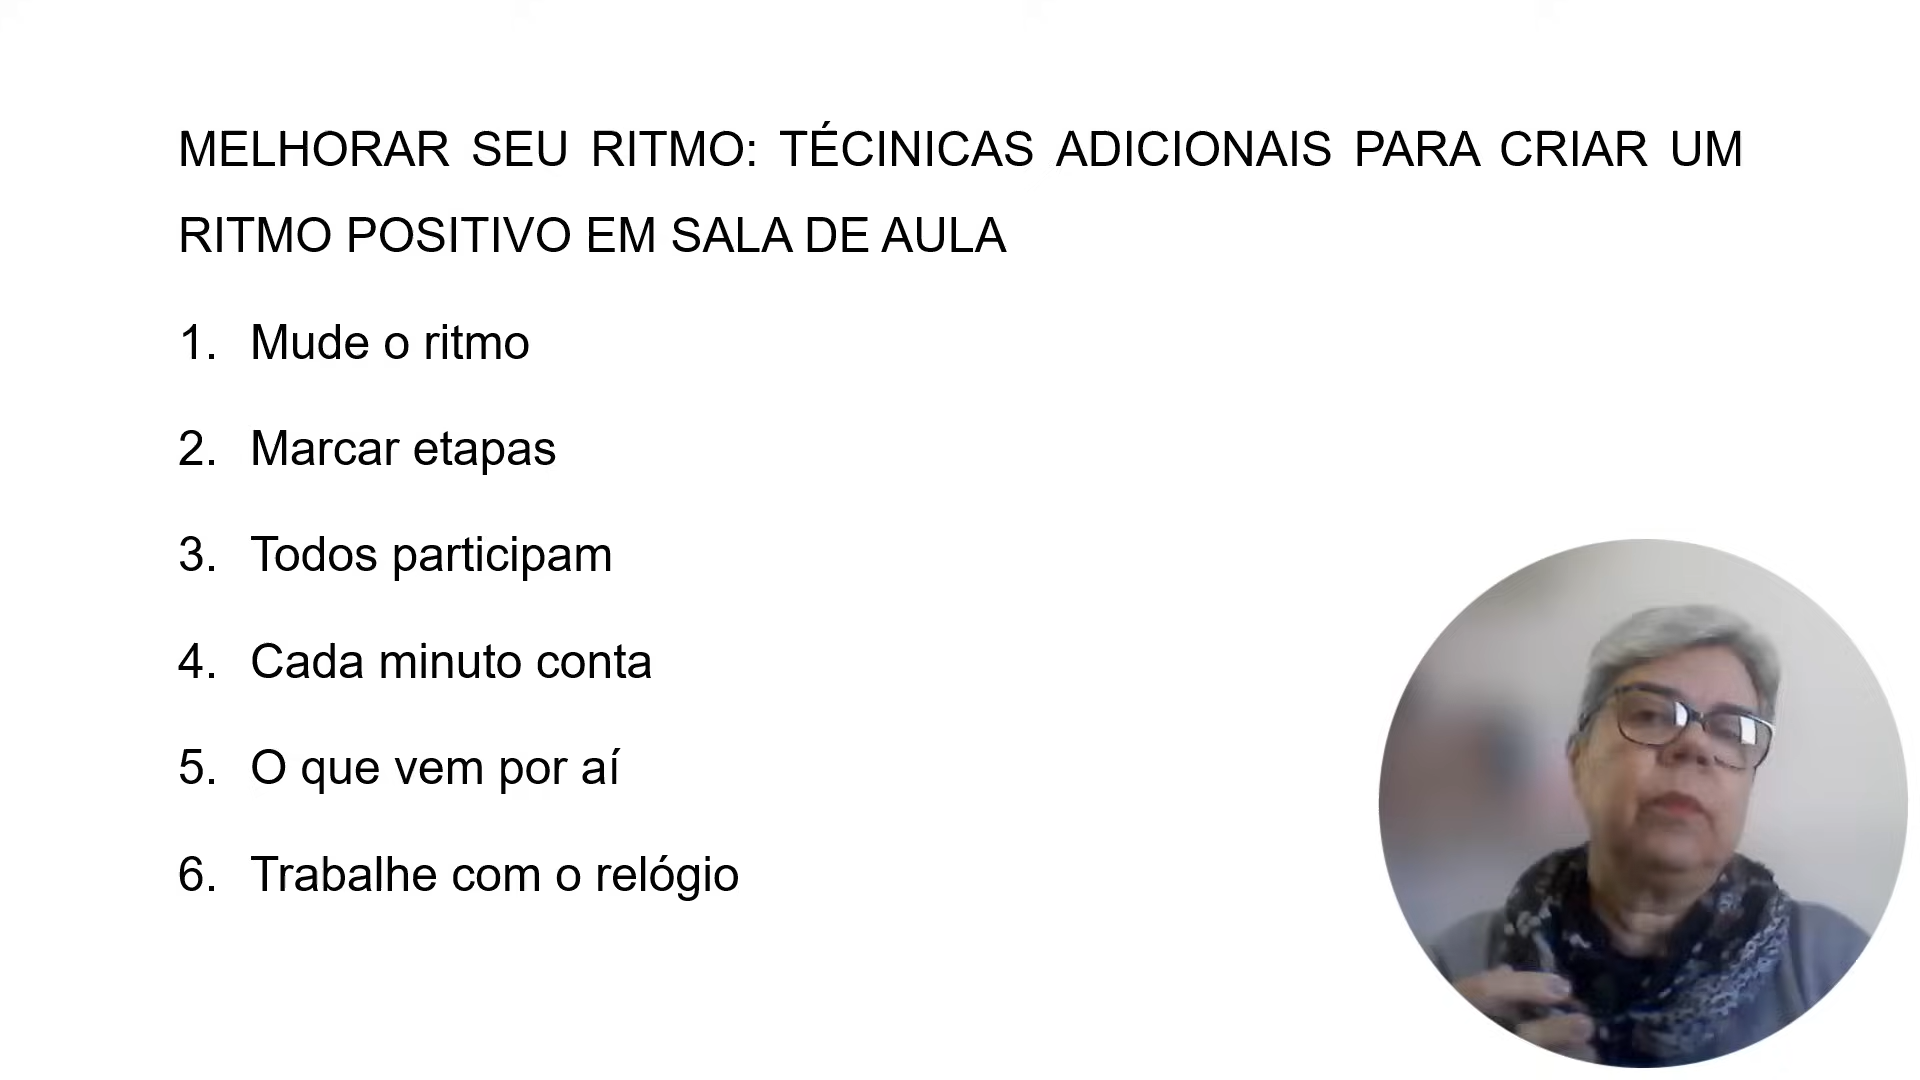 MELHORAR SEU RITMO: TÉCINICAS ADICIONAIS PARA CRIAR UM
RITMO POSITIVO EM SALA DE AULA
1. Mude o ritmo
2. Marcar etapas
3. Todos participam
4. Cada minuto conta
5. O que vem por aí
6. Trabalhe com o relógio